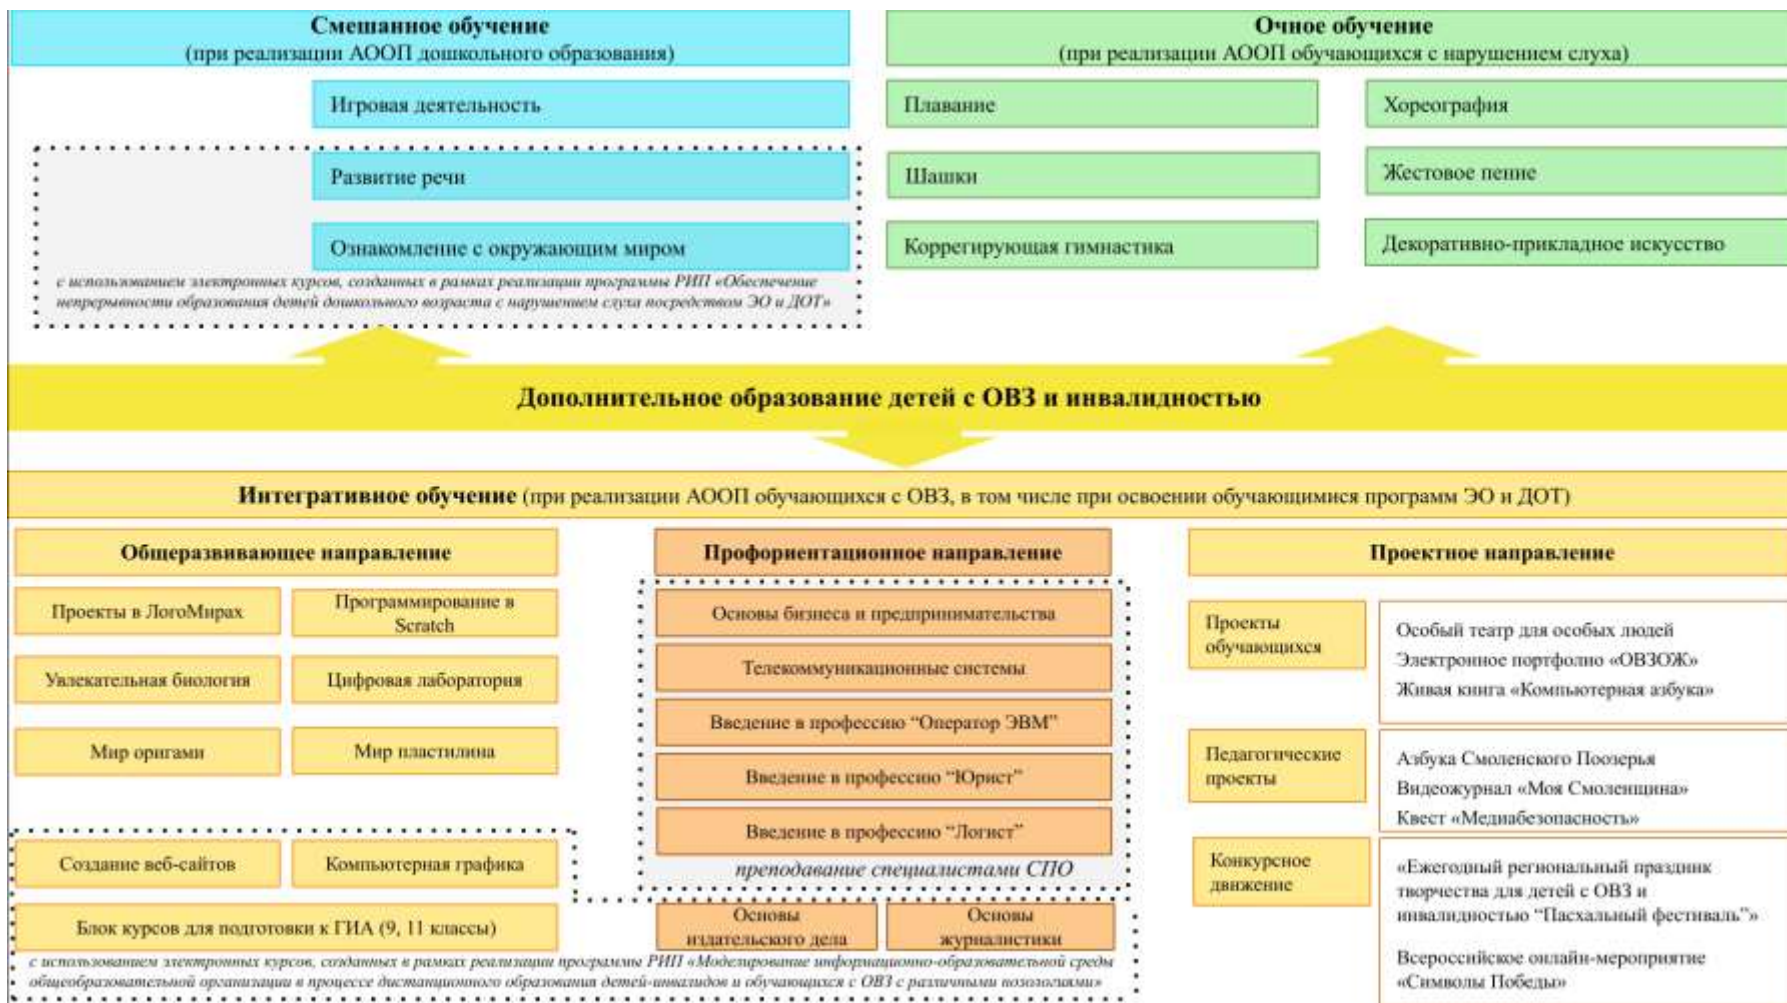 Смешанное обучение
(при реализации АООП дошкольного образования)
Игровая деятельность
Развитие речи
Ознакомление с окружающим миром
с использованием электронных курсов, созданных в рамках реализации программы РИП «Обеспечение
непрерывности образования детей дошкольного возраста с нарушением слуха посредством ЭО и ДОТ»
Очное обучение
(при реализации АООП обучающихся с нарушением слуха)
Плавание
Хореография
Шашки
Жестовое пение
Коррегирующая гимнастика
Декоративно-прикладное искусство
Дополнительное образование детей с ОВЗ и инвалидностью
Интегративное обучение (при реализации АООП обучающихся с ОВЗ, в том числе при освоении обучающимися программ ЭО и ДОТ)
Общеразвивающее направление
Проекты в ЛогоМирах
Программирование в
Scratch
Увлекательная биология
Цифровая лаборатория
Мир оригами
Мир пластилина
Создание веб-сайтов
Компьютерная графика
Блок курсов для подготовки к ГИА (9, 11 классы)
Профориентационное направление
Основы бизнеса и предпринимательства
Телекоммуникационные системы
Введение в профессию “Оператор ЭВМ”
Введение в профессию “Юрист”
Введение в профессию “Логист”
преподавание специалистами СПО
Основы
издательского дела
Основы
журналистики
с использованием электронных курсов, созданных в рамках реализации программы РИП «Моделирование информационно-образовательной среды
общеобразовательной организации в процессе дистанционного образования детей-инвалидов и обучающихся с ОВЗ с различными нозологиями»
Проектное направление
Проекты
обучающихся
Особый театр для особых людей
Электронное портфолио «ОВЗОЖ»
Живая книга «Компьютерная азбука»
Педагогические
проекты
Азбука Смоленского Поозерья
Видеожурнал «Моя Смоленщина»
Квест «Медиабезопасность»
Конкурсное
движение
«Ежегодный региональный праздник
творчества для детей с ОВЗ и
инвалидностью “Пасхальный фестиваль”»
Всероссийское онлайн-мероприятие
«Символы Победы»